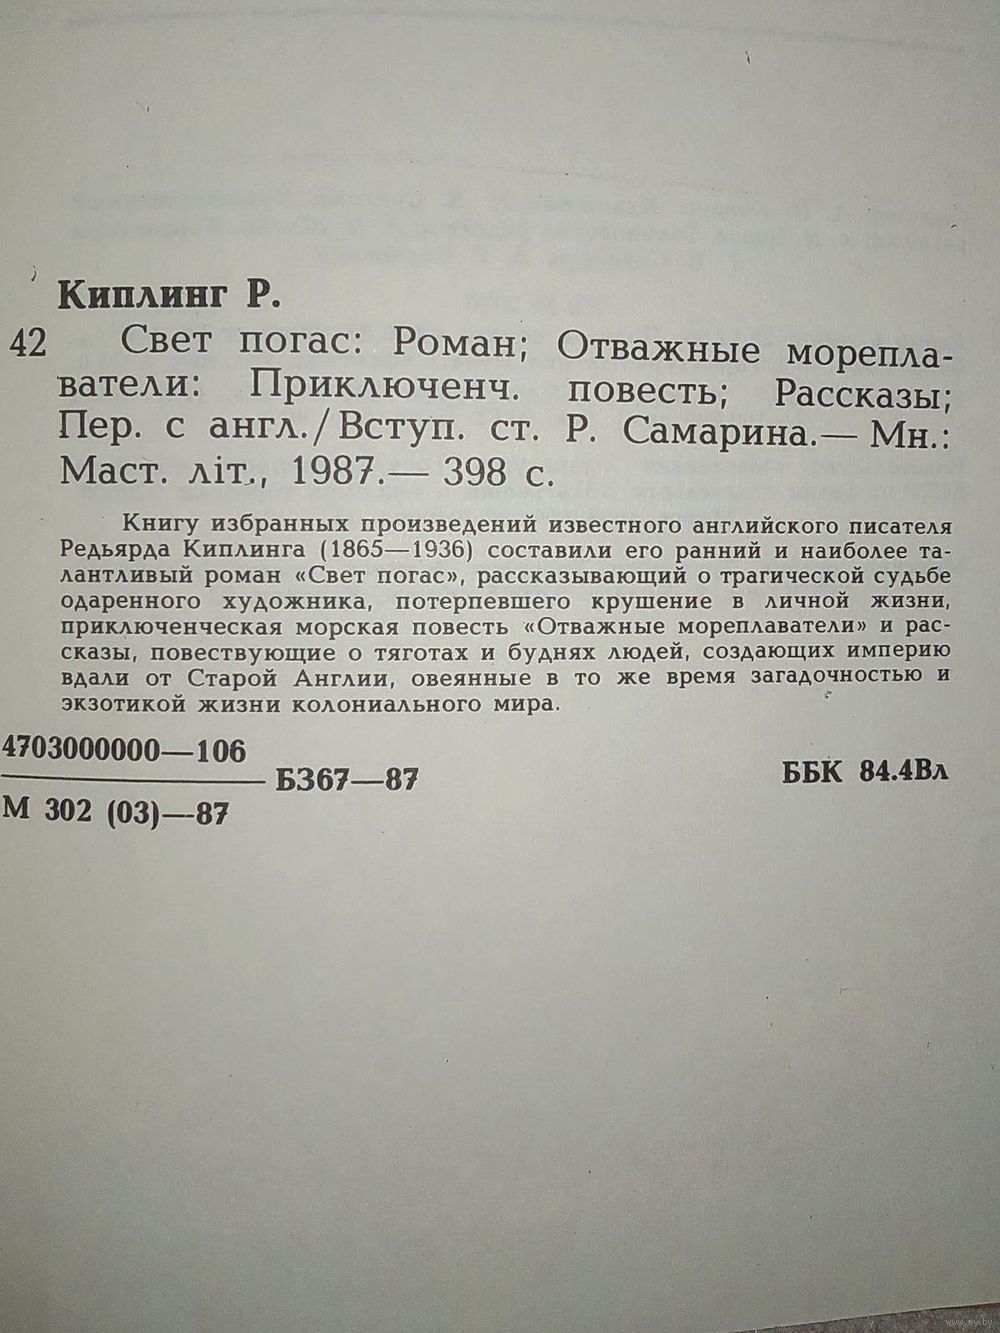 Киплинг Р.
42 Свет погас: Роман; Отважные морепла-
ватели: Приключенч. повесть; Рассказы;
Пер. с англ./Вступ. ст. Р. Самарина.— Мн.:
Маст. літ., 1987.— 398 с.
Книгу избранных произведений известного английского писателя
Редьярда Киплинга (1865—1936) составили его ранний и наиболее та-
лантливый роман «Свет погас», рассказывающий о трагической судьбе
одаренного художника, потерпевшего крушение в личной жизни,
приключенческая морская повесть «Отважные мореплаватели» и рас-
сказы, повествующие о тяготах и буднях людей, создающих империю
вдали от Старой Англии, овеянные в то же время загадочностью и
экзотикой жизни колониального мира.
4703000000—106
М 302 (03)—87
Б367—87
ББК 84.4Вл
www.ay.by